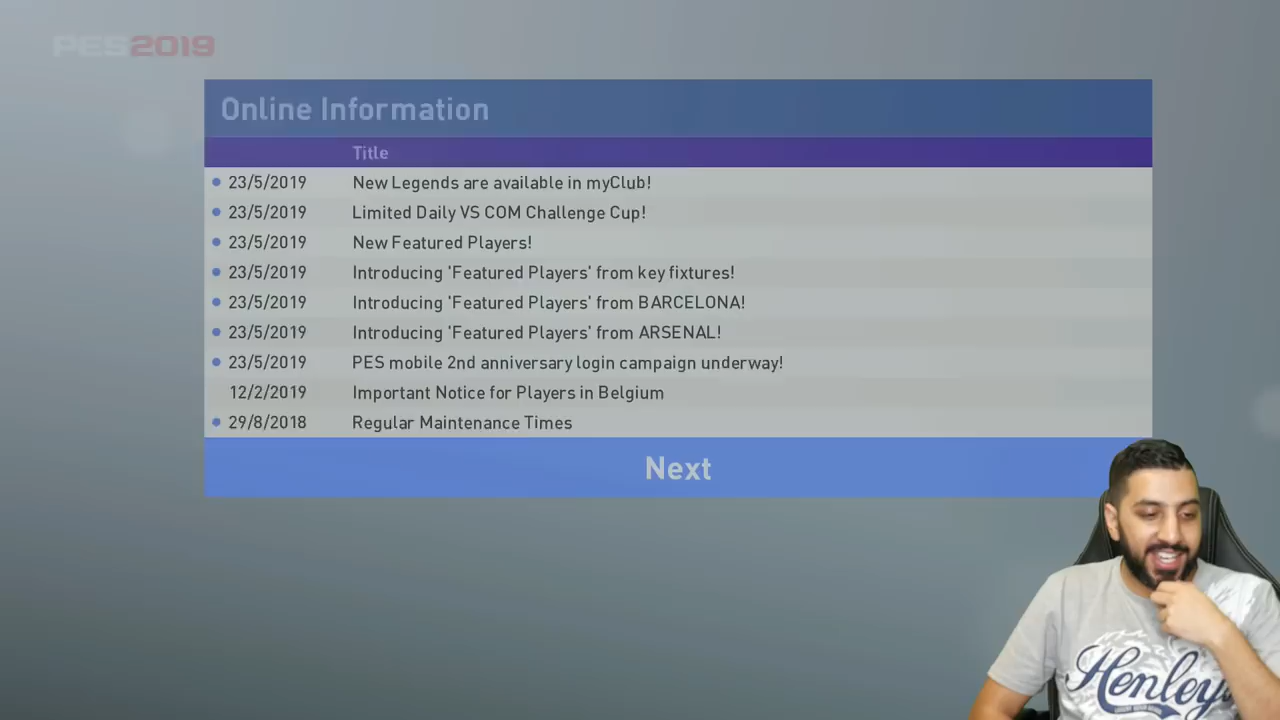 PES2019
Online Information
Title
23/5/2019 New Legends are available in myClub!
23/5/2019 Limited Daily VS COM Challenge Cup!
23/5/2019 New Featured Players!
23/5/2019 Introducing 'Featured Players' from key fixtures!
23/5/2019 Introducing 'Featured Players' from BARCELONA!
23/5/2019 Introducing 'Featured Players' from ARSENAL!
23/5/2019 PES mobile 2nd anniversary login campaign underway!
12/2/2019 Important Notice for Players in Belgium
29/8/2018 Regular Maintenance Times
Next
Henleys